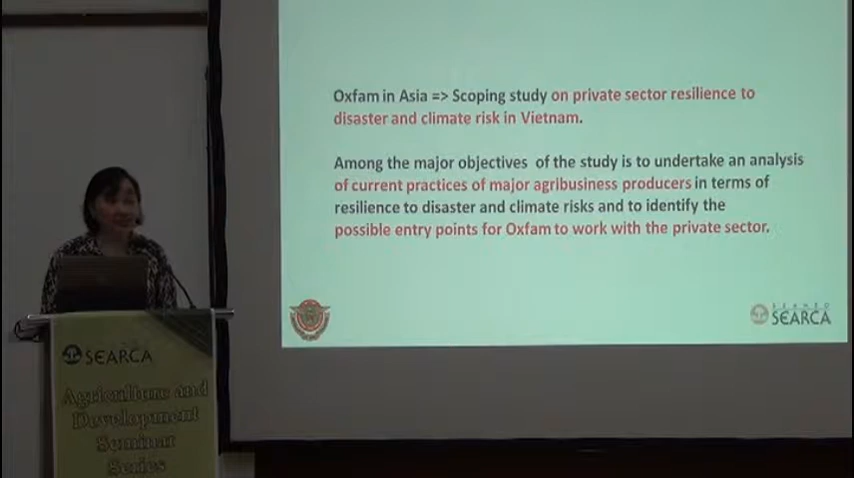 Oxfam in Asia => Scoping study on private sector resilience to
disaster and climate risk in Vietnam.
Among the major objectives of the study is to undertake an analysis
of current practices of major agribusiness producers in terms of
resilience to disaster and climate risks and to identify the
possible entry points for Oxfam to work with the private sector.
SEAMEO
SEARCA
SEARCA
Agriculture and
Development
Seminar
Series